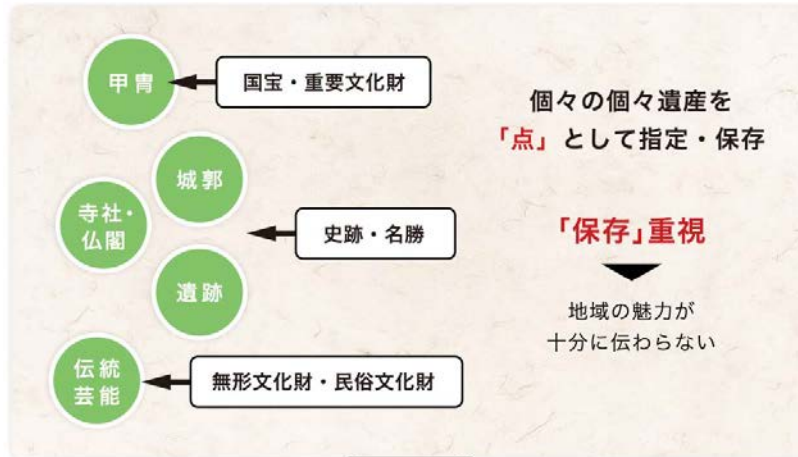 甲冑
国宝・重要文化財
城郭
寺社・
仏閣
史跡・名勝
遺跡
伝統
芸能
無形文化財・民俗文化財
個々の個々遺産を
「点」として指定・保存
「保存」重視
地域の魅力が
十分に伝わらない